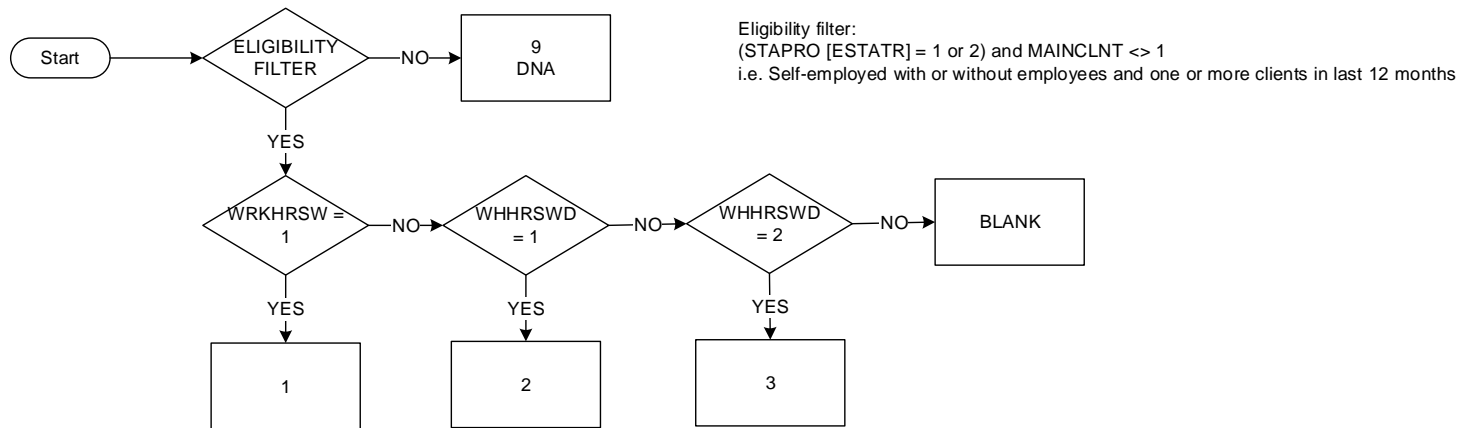 Start
ELIGIBILITY
FILTER
NO
9
DNA
Eligibility filter:
(STAPRO [ESTATR] = 1 or 2) and MAINCLNT <> 1
i.e. Self-employed with or without employees and one or more clients in last 12 months
YES
WRKHRSW =
1
NO
WHHRSWD
= 1
NO
WHHRSWD
= 2
NO
BLANK
YES
YES
YES
1
2
3